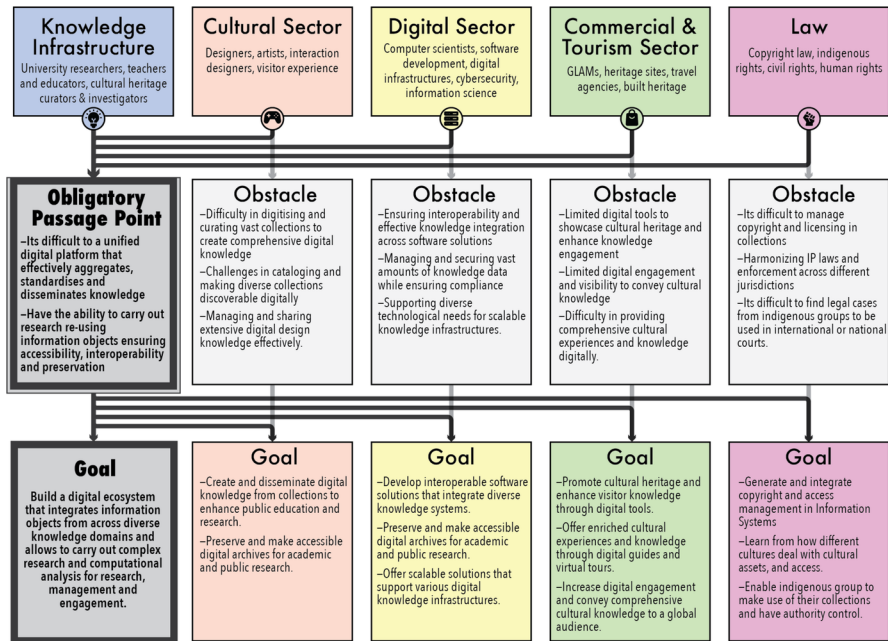 Knowledge
Infrastructure
University researchers, teachers
and educators, cultural heritage
curators & investigators
Cultural Sector
Designers, artists, interaction
designers, visitor experience
Digital Sector
Computer scientists, software
development, digital
infrastructures, cybersecurity,
information science
Commercial &
Tourism Sector
GLAMs, heritage sites, travel
agencies, built heritage
Law
Copyright law, indigenous
rights, civil rights, human rights
Obligatory
Passage Point
–Its difficult to a unified
digital platform that
effectively aggregates,
standardises and
disseminates knowledge
–Have the ability to carry out
research re-using
information objects ensuring
accessibility, interoperability
and preservation
Obstacle
–Difficulty in digitising and
curating vast collections to
create comprehensive digital
knowledge
–Challenges in cataloging and
making diverse collections
discoverable digitally
–Managing and sharing
extensive digital design
knowledge effectively.
Obstacle
–Ensuring interoperability and
effective knowledge integration
across software solutions
–Managing and securing vast
amounts of knowledge data
while ensuring compliance
–Supporting diverse
technological needs for scalable
knowledge infrastructures.
Obstacle
–Limited digital tools to
showcase cultural heritage and
enhance knowledge
engagement
–Limited digital engagement
and visibility to convey cultural
knowledge
–Difficulty in providing
comprehensive cultural
experiences and knowledge
digitally.
Obstacle
–Its difficult to manage
copyright and licensing in
collections
–Harmonizing IP laws and
enforcement across different
jurisdictions
–Its difficult to find legal cases
from indigenous groups to be
used in international or national
courts.
Goal
Build a digital ecosystem
that integrates information
objects from across diverse
knowledge domains and
allows to carry out complex
research and computational
analysis for research,
management and
engagement.
Goal
–Create and disseminate digital
knowledge from collections to
enhance public education and
research.
–Preserve and make accessible
digital archives for academic
and public research.
Goal
–Develop interoperable software
solutions that integrate diverse
knowledge systems.
–Preserve and make accessible
digital archives for academic
and public research.
–Offer scalable solutions that
support various digital
knowledge infrastructures.
Goal
–Promote cultural heritage and
enhance visitor knowledge
through digital tools.
–Offer enriched cultural
experiences and knowledge
through digital guides and
virtual tours.
–Increase digital engagement
and convey comprehensive
cultural knowledge to a global
audience.
Goal
–Generate and integrate
copyright and access
management in Information
Systems
–Learn from how different
cultures deal with cultural
assets, and access.
–Enable indigenous group to
make use of their collections
and have authority control.